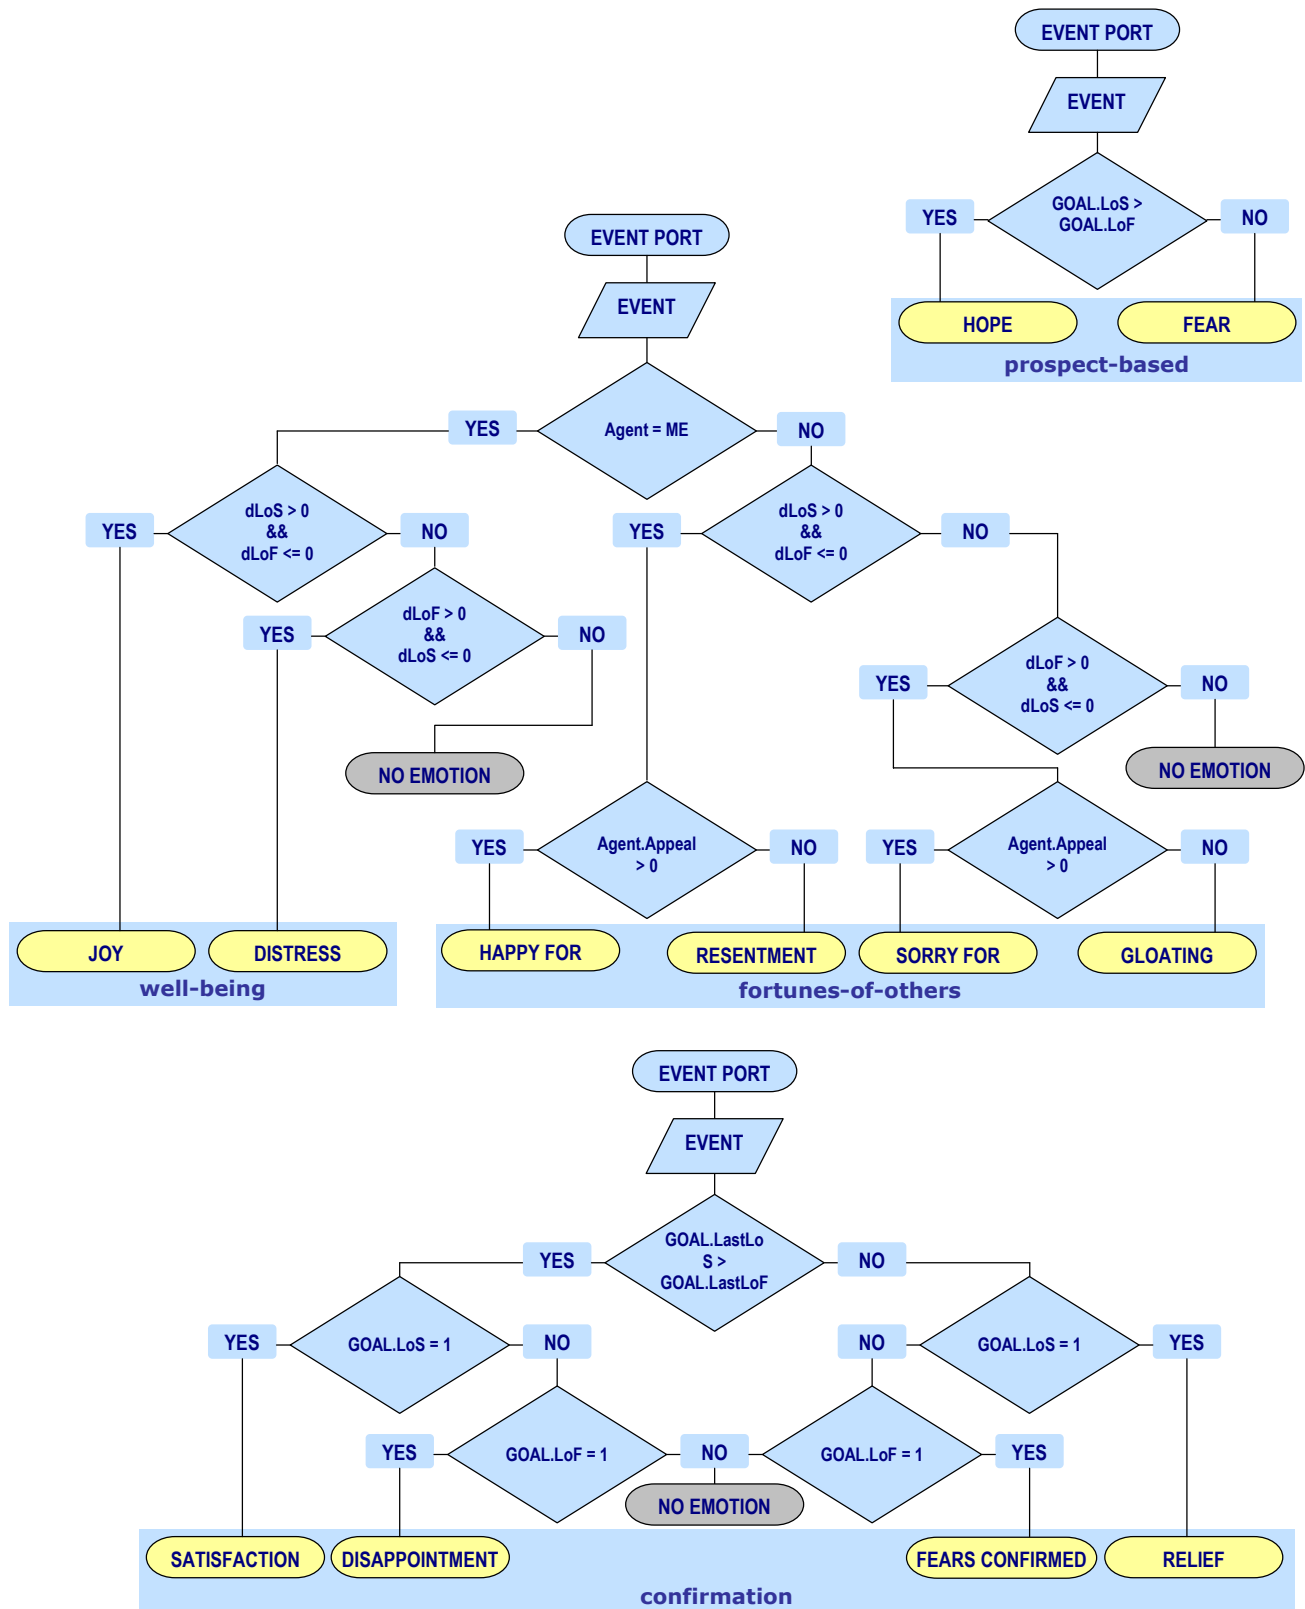 EVENT PORT
EVENT
GOAL.LoS >
GOAL.LoF
YES
NO
HOPE
FEAR
prospect-based
EVENT PORT
EVENT
Agent = ME
YES
NO
dLoS > 0
&&
dLoF <= 0
YES
NO
dLoF > 0
&&
dLoS <= 0
YES
NO
NO EMOTION
dLoS > 0
&&
dLoF <= 0
YES
NO
dLoF > 0
&&
dLoS <= 0
YES
NO
NO EMOTION
Agent.Appeal
> 0
YES
NO
Agent.Appeal
> 0
YES
NO
JOY
DISTRESS
well-being
HAPPY FOR
RESENTMENT
SORRY FOR
GLOATING
fortunes-of-others
EVENT PORT
EVENT
GOAL.LastLo
S >
GOAL.LastLoF
YES
NO
GOAL.LoS = 1
YES
NO
GOAL.LoS = 1
NO
YES
GOAL.LoF = 1
YES
NO
GOAL.LoF = 1
YES
NO EMOTION
SATISFACTION
DISAPPOINTMENT
FEARS CONFIRMED
RELIEF
confirmation